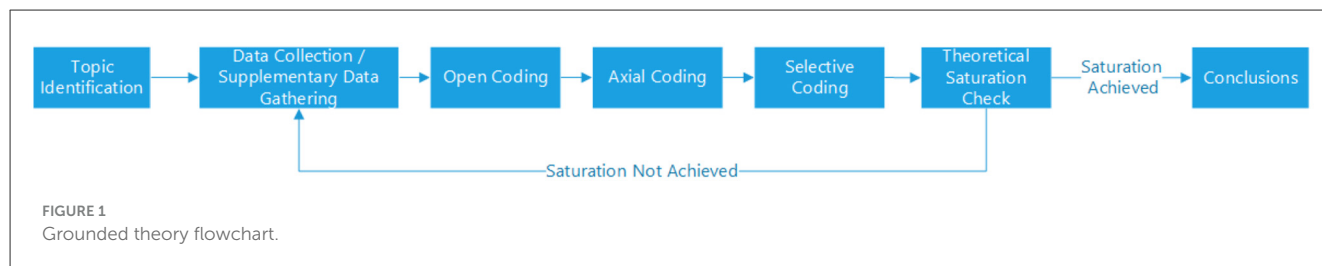 Topic
Identification
Data Collection /
Supplementary Data
Gathering
Open Coding
Axial Coding
Selective
Coding
Theoretical
Saturation
Check
Saturation
Achieved
Conclusions
Saturation Not Achieved
FIGURE 1
Grounded theory flowchart.